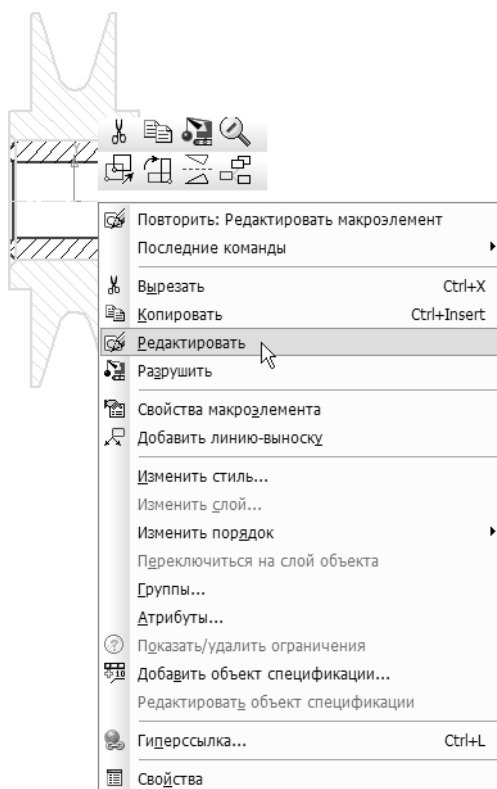 Повторить: Редактировать макроэлемент
Последние команды
Вырезать Ctrl+X
Копировать Ctrl+Insert
Редактировать
Разрушить
Свойства макроэлемента
Добавить линию-выноску
Изменить стиль...
Изменить слой...
Изменить порядок
Переключиться на слой объекта
Группы...
Атрибуты...
Показать/удалить ограничения
Добавить объект спецификации...
Редактировать объект спецификации
Гиперссылка... Ctrl+L
Свойства